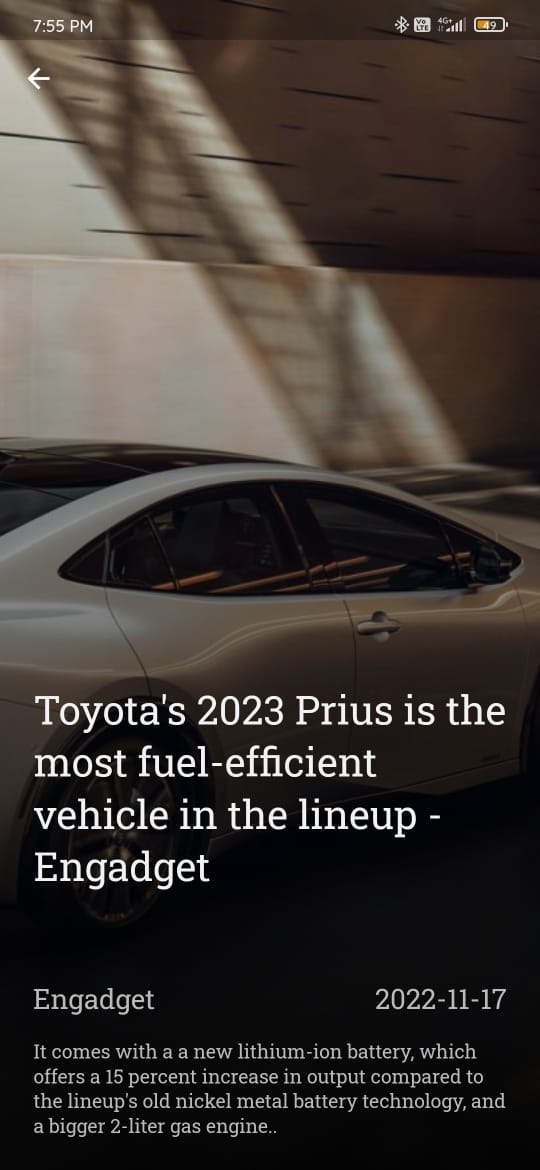 7:55 PM
Vo LTE 4G+ 49
Toyota's 2023 Prius is the
most fuel-efficient
vehicle in the lineup -
Engadget
Engadget 2022-11-17
It comes with a a new lithium-ion battery, which
offers a 15 percent increase in output compared to
the lineup's old nickel metal battery technology, and
a bigger 2-liter gas engine..